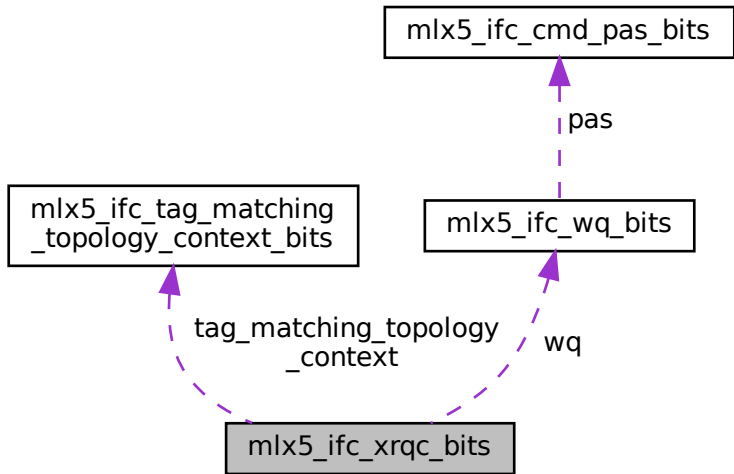 mlx5_ifc_cmd_pas_bits
pas
mlx5_ifc_tag_matching
_topology_context_bits
mlx5_ifc_wq_bits
tag_matching_topology
_context
wq
mlx5_ifc_xrqc_bits